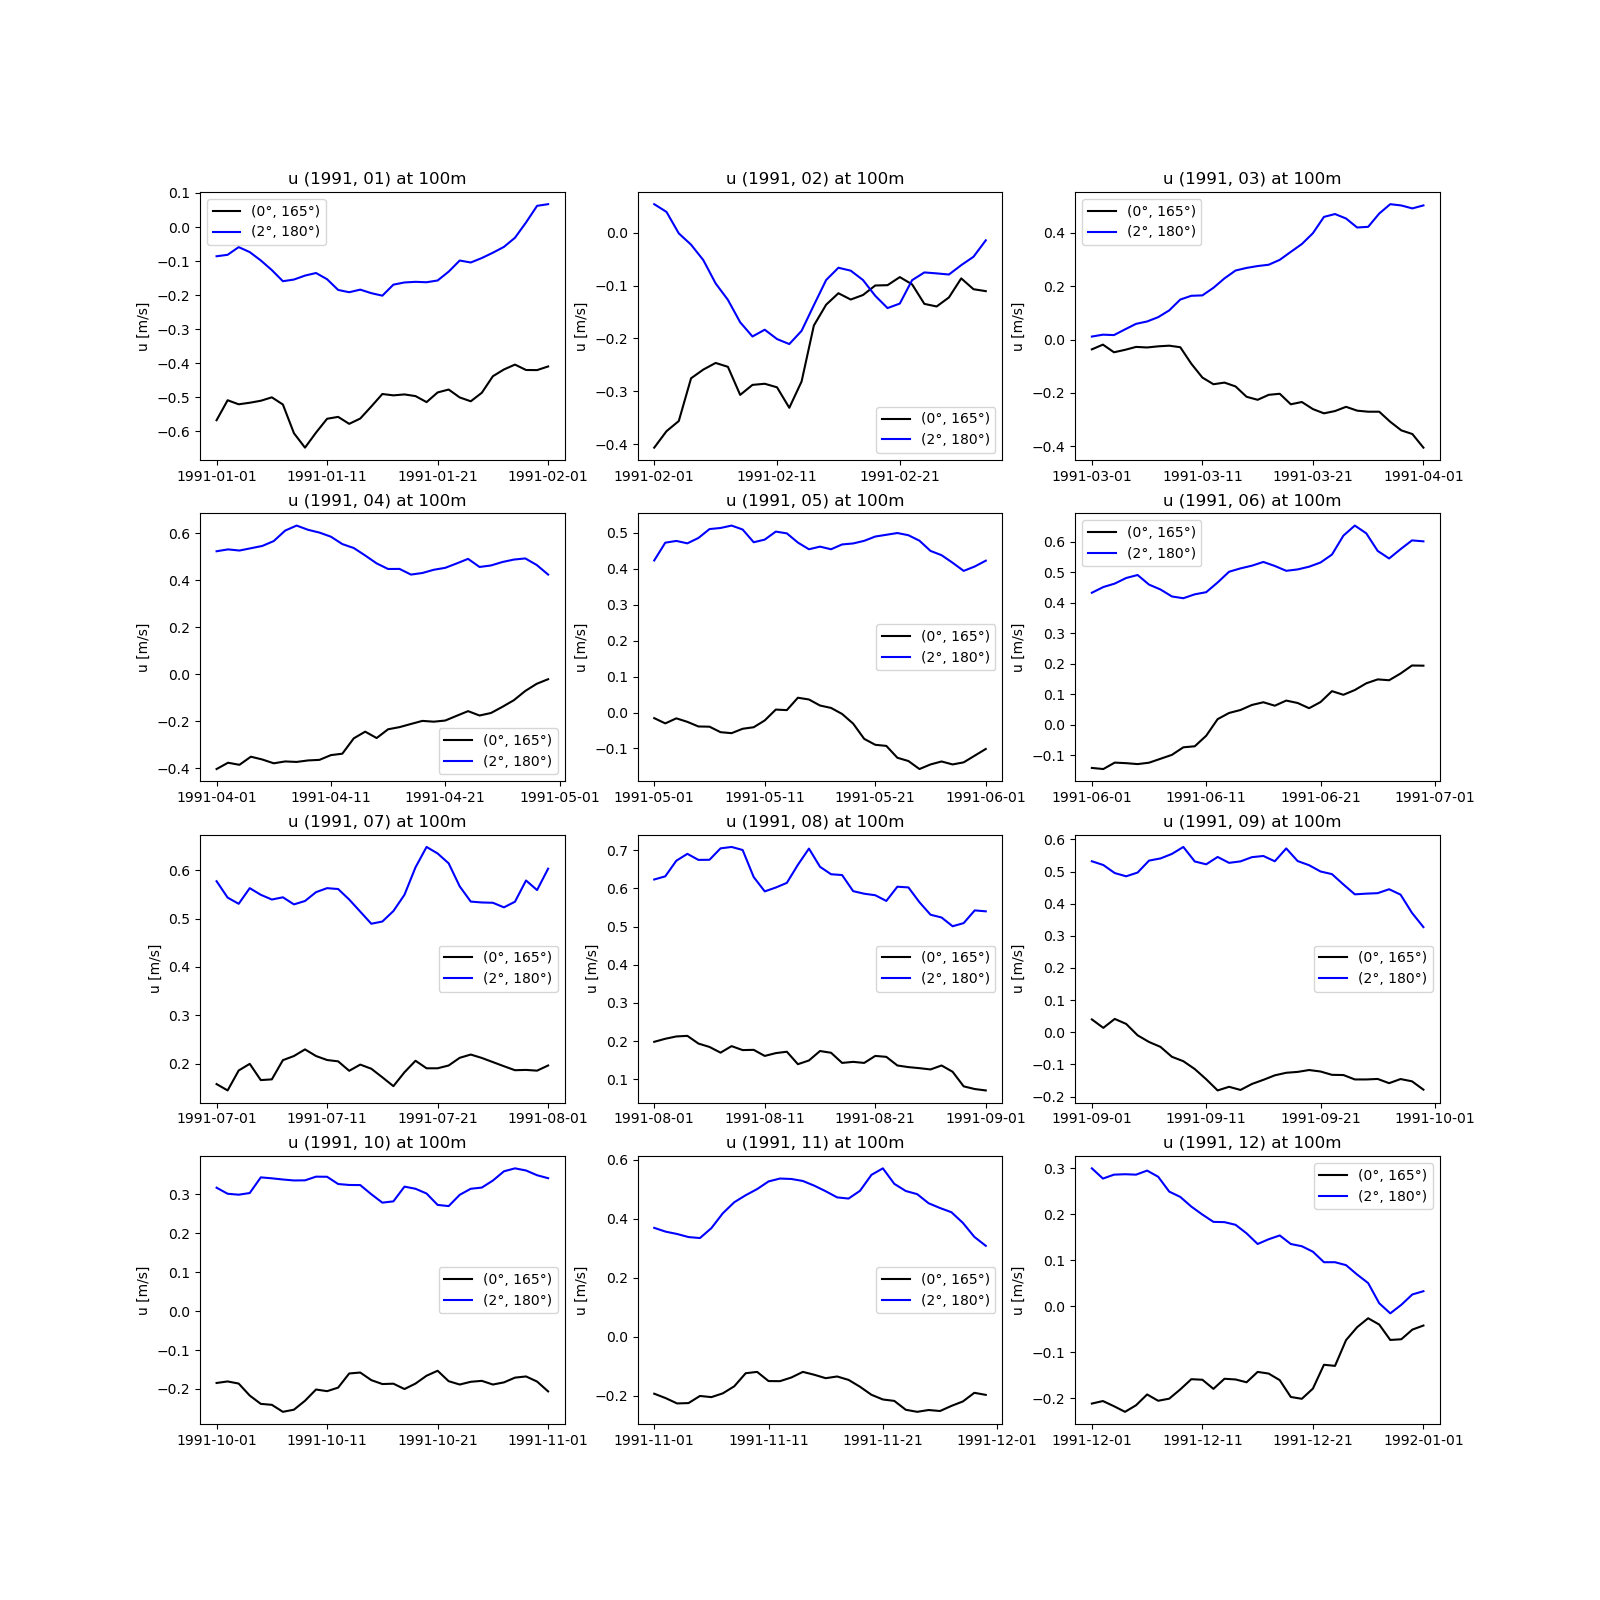 u (1991, 01) at 100m
u [m/s]
0.1
0.0
−0.1
−0.2
−0.3
−0.4
−0.5
−0.6
(0°, 165°)
(2°, 180°)
1991-01-01 1991-01-11 1991-01-21 1991-02-01
u (1991, 02) at 100m
u [m/s]
0.0
−0.1
−0.2
−0.3
−0.4
(0°, 165°)
(2°, 180°)
1991-02-01 1991-02-11 1991-02-21
u (1991, 03) at 100m
u [m/s]
0.4
0.2
0.0
−0.2
−0.4
(0°, 165°)
(2°, 180°)
1991-03-01 1991-03-11 1991-03-21 1991-04-01
u (1991, 04) at 100m
u [m/s]
0.6
0.4
0.2
0.0
−0.2
−0.4
(0°, 165°)
(2°, 180°)
1991-04-01 1991-04-11 1991-04-21 1991-05-01
u (1991, 05) at 100m
u [m/s]
0.5
0.4
0.3
0.2
0.1
0.0
−0.1
(0°, 165°)
(2°, 180°)
1991-05-01 1991-05-11 1991-05-21 1991-06-01
u (1991, 06) at 100m
u [m/s]
0.6
0.5
0.4
0.3
0.2
0.1
0.0
−0.1
(0°, 165°)
(2°, 180°)
1991-06-01 1991-06-11 1991-06-21 1991-07-01
u (1991, 07) at 100m
u [m/s]
0.6
0.5
0.4
0.3
0.2
(0°, 165°)
(2°, 180°)
1991-07-01 1991-07-11 1991-07-21 1991-08-01
u (1991, 08) at 100m
u [m/s]
0.7
0.6
0.5
0.4
0.3
0.2
0.1
(0°, 165°)
(2°, 180°)
1991-08-01 1991-08-11 1991-08-21 1991-09-01
u (1991, 09) at 100m
u [m/s]
0.6
0.5
0.4
0.3
0.2
0.1
0.0
−0.1
−0.2
(0°, 165°)
(2°, 180°)
1991-09-01 1991-09-11 1991-09-21 1991-10-01
u (1991, 10) at 100m
u [m/s]
0.3
0.2
0.1
0.0
−0.1
−0.2
(0°, 165°)
(2°, 180°)
1991-10-01 1991-10-11 1991-10-21 1991-11-01
u (1991, 11) at 100m
u [m/s]
0.6
0.4
0.2
0.0
−0.2
(0°, 165°)
(2°, 180°)
1991-11-01 1991-11-11 1991-11-21 1991-12-01
u (1991, 12) at 100m
u [m/s]
0.3
0.2
0.1
0.0
−0.1
−0.2
(0°, 165°)
(2°, 180°)
1991-12-01 1991-12-11 1991-12-21 1992-01-01